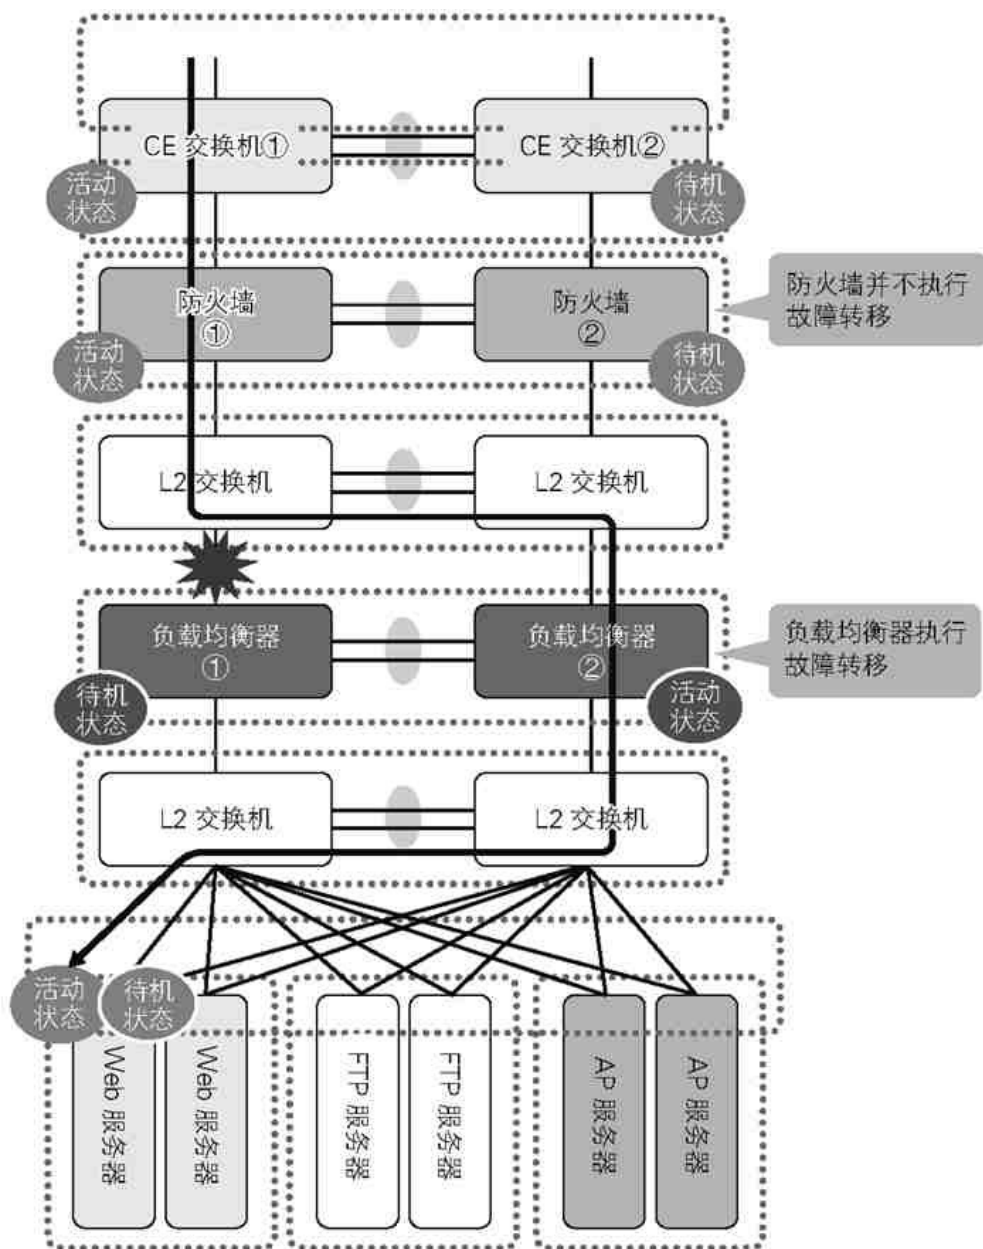 CE 交换机①
CE 交换机②
活动
状态
待机
状态
防火墙
①
防火墙
②
防火墙并不执行
故障转移
活动
状态
待机
状态
L2 交换机
L2 交换机
负载均衡器
①
负载均衡器
②
负载均衡器执行
故障转移
待机
状态
活动
状态
L2 交换机
L2 交换机
活动
状态
待机
状态
Web 服务器
Web 服务器
FTP 服务器
FTP 服务器
AP 服务器
AP 服务器